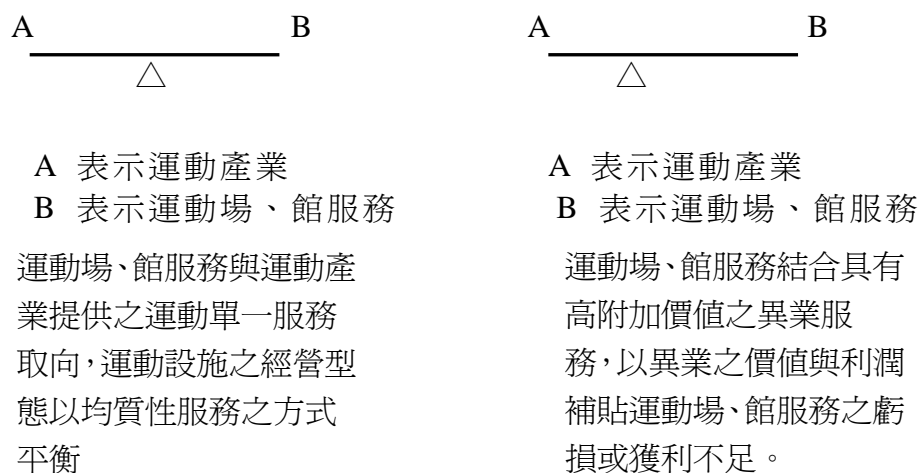 A B
A 表示運動產業
B 表示運動場、館服務
運動場、館服務與運動產
業提供之運動單一服務
取向，運動設施之經營型
態以均質性服務之方式
平衡
A B
A 表示運動產業
B 表示運動場、館服務
運動場、館服務結合具有
高附加價值之異業服
務，以異業之價值與利潤
補貼運動場、館服務之虧
損或獲利不足。